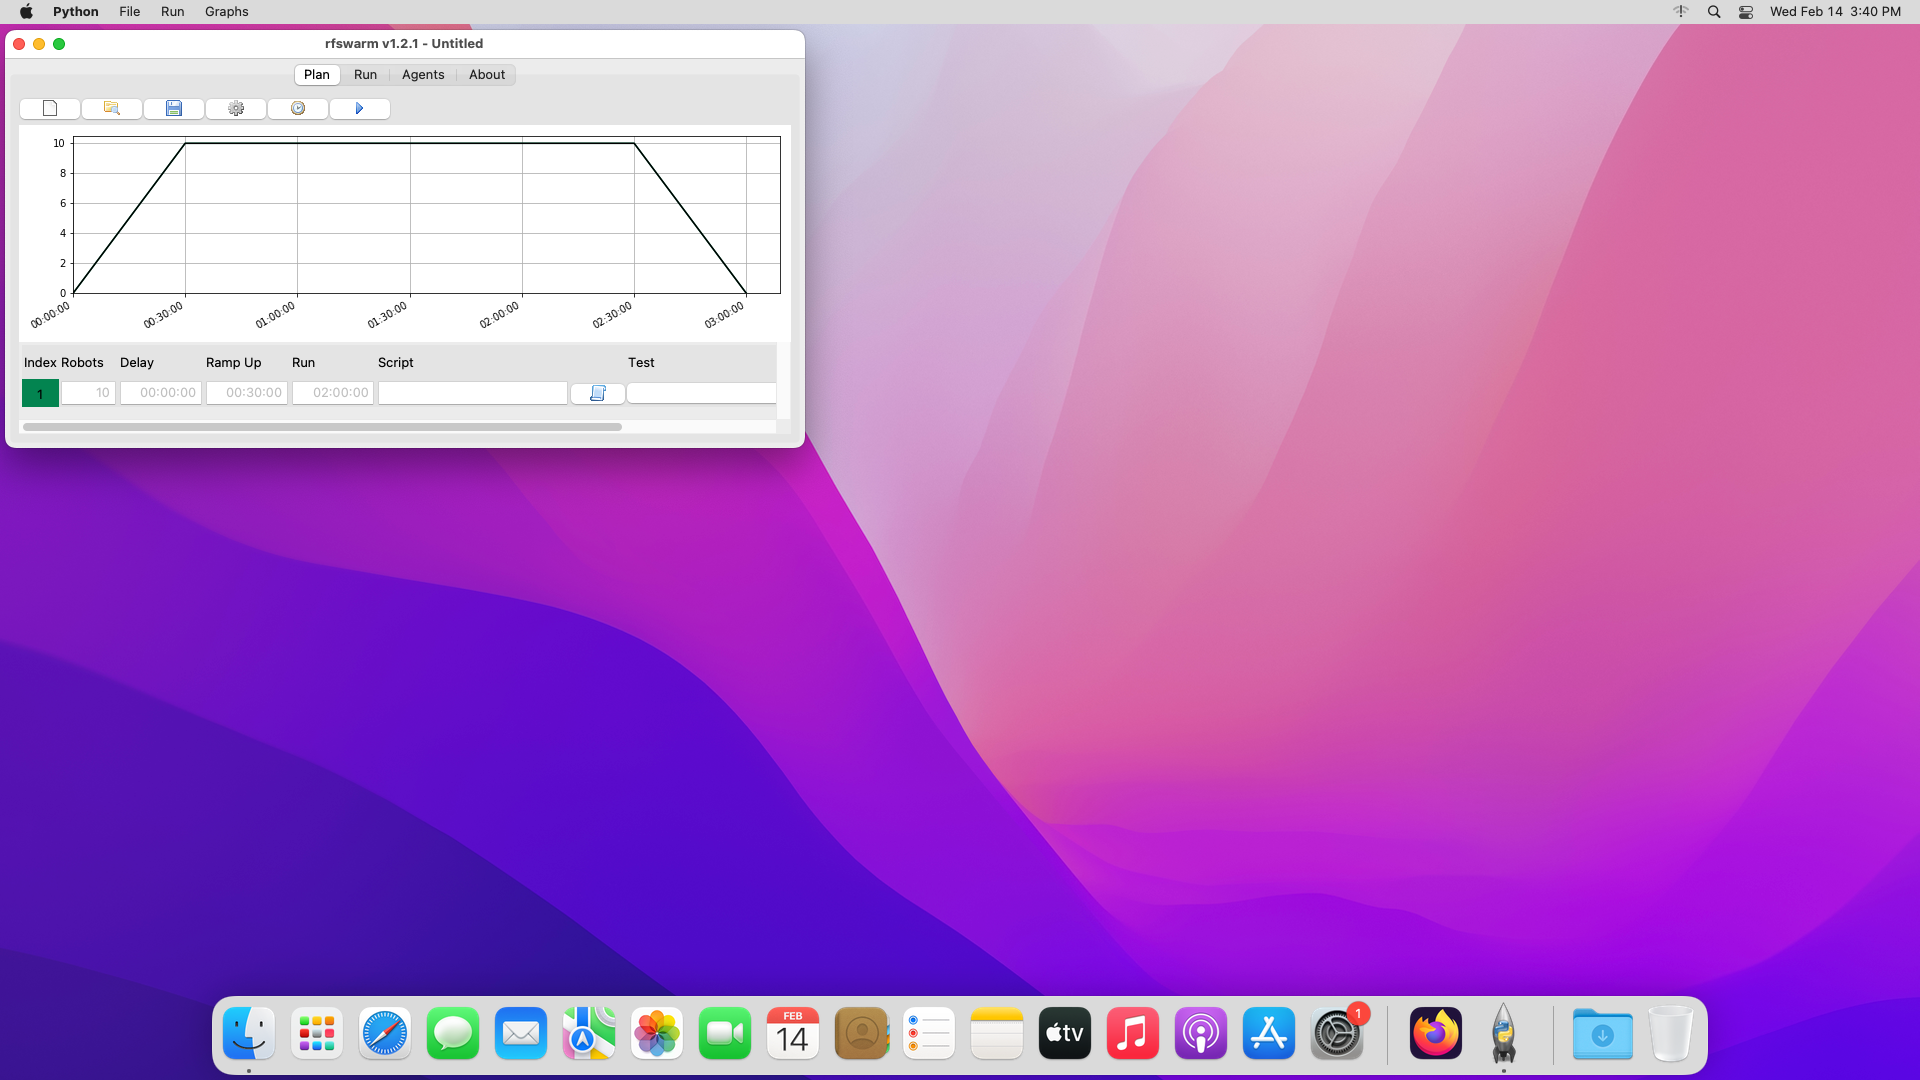 Python File Run Graphs Wed Feb 14 3:40 PM
rfswarm v1.2.1 - Untitled
Plan Run Agents About
10
8
6
4
2
0
00:00:00 00:30:00 01:00:00 01:30:00 02:00:00 02:30:00 03:00:00
Index Robots Delay Ramp Up Run Script Test
1 10 00:00:00 00:30:00 02:00:00
FEB
14
tv
1